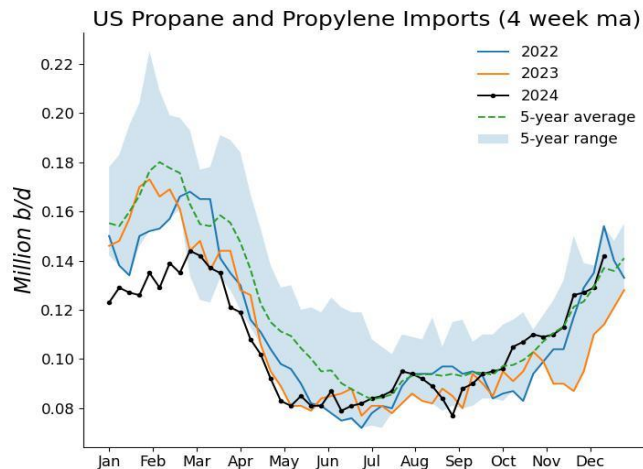 US Propane and Propylene Imports (4 week ma)
2022
2023
2024
5-year average
5-year range
Million b/d
0.22
0.20
0.18
0.16
0.14
0.12
0.10
0.08
Jan Feb Mar Apr May Jun Jul Aug Sep Oct Nov Dec